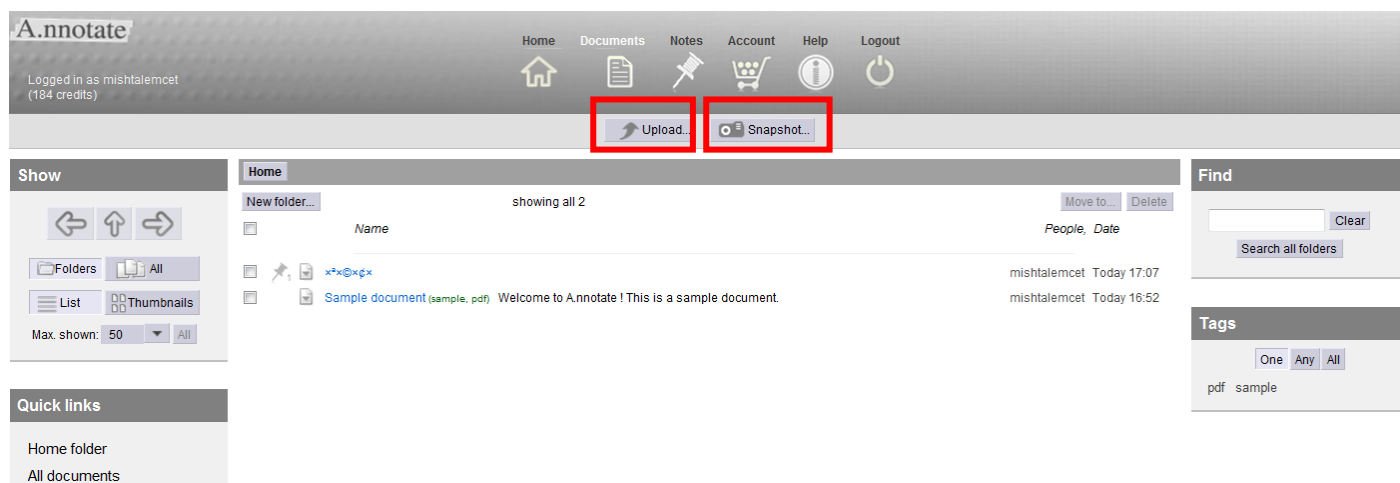 A.nnotate
Home Documents Notes Account Help Logout
Logged in as mishtalemcet
(184 credits)
Upload... Snapshot...
Show
Folders All
List Thumbnails
Max. shown: 50 All
Quick links
Home folder
All documents
Home
New folder... showing all 2 Move to... Delete
Name People, Date
1 ×ª×©×¢× mishtalemcet Today 17:07
Sample document (sample, pdf) Welcome to A.nnotate ! This is a sample document. mishtalemcet Today 16:52
Find
Clear
Search all folders
Tags
One Any All
pdf sample